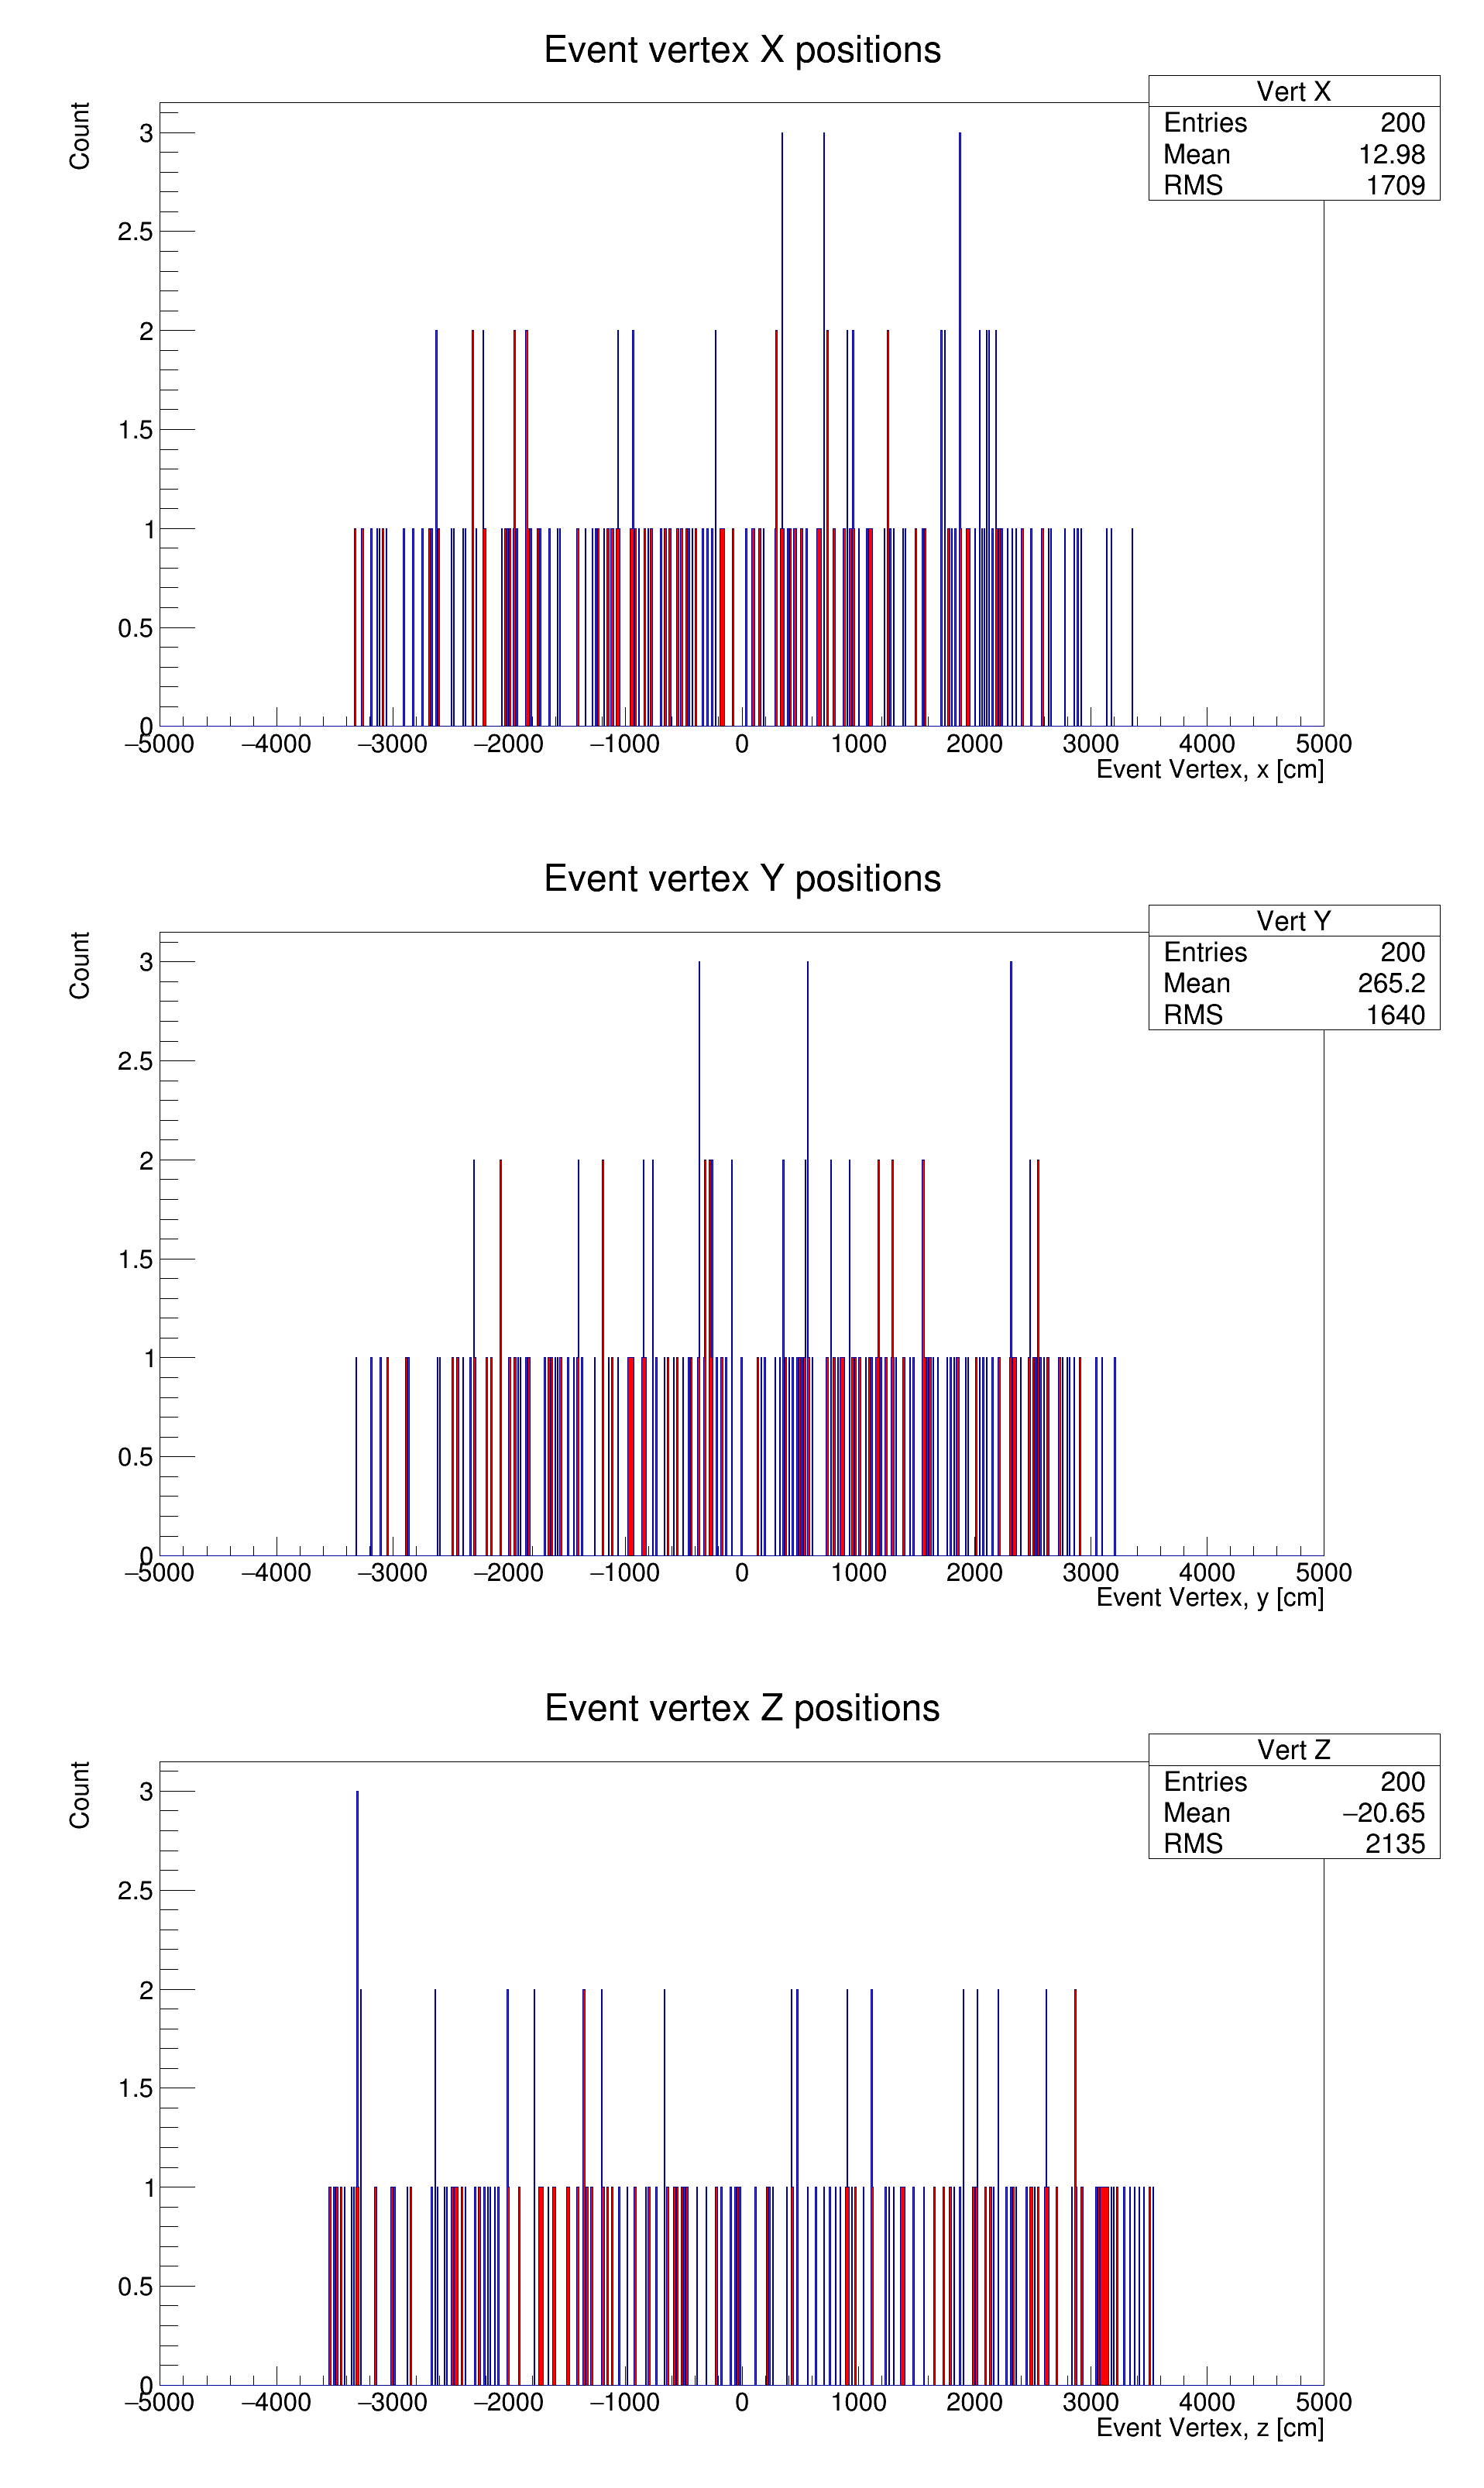 Event vertex X positions
Count
Vert X
Entries 200
Mean 12.98
RMS 1709
3
2.5
2
1.5
1
0.5
0
−5000 −4000 −3000 −2000 −1000 0 1000 2000 3000 4000 5000
Event Vertex, x [cm]
Event vertex Y positions
Count
Vert Y
Entries 200
Mean 265.2
RMS 1640
3
2.5
2
1.5
1
0.5
0
−5000 −4000 −3000 −2000 −1000 0 1000 2000 3000 4000 5000
Event Vertex, y [cm]
Event vertex Z positions
Count
Vert Z
Entries 200
Mean −20.65
RMS 2135
3
2.5
2
1.5
1
0.5
0
−5000 −4000 −3000 −2000 −1000 0 1000 2000 3000 4000 5000
Event Vertex, z [cm]